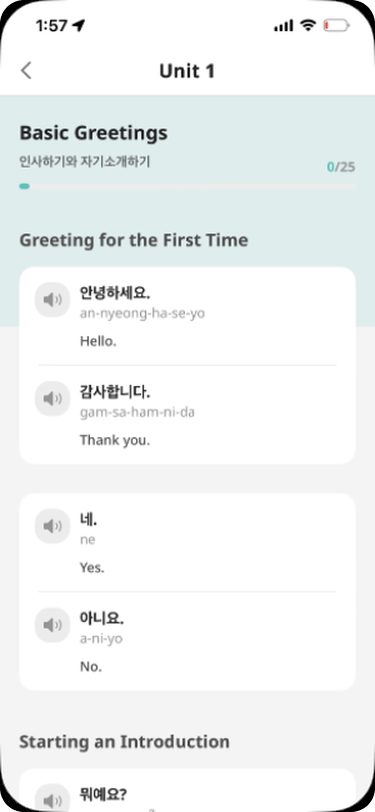 1:57
Unit 1
Basic Greetings
인사하기와 자기소개하기
0/25
Greeting for the First Time
안녕하세요.
an-nyeong-ha-se-yo
Hello.
감사합니다.
gam-sa-ham-ni-da
Thank you.
네.
ne
Yes.
아니요.
a-ni-yo
No.
Starting an Introduction
뭐예요?